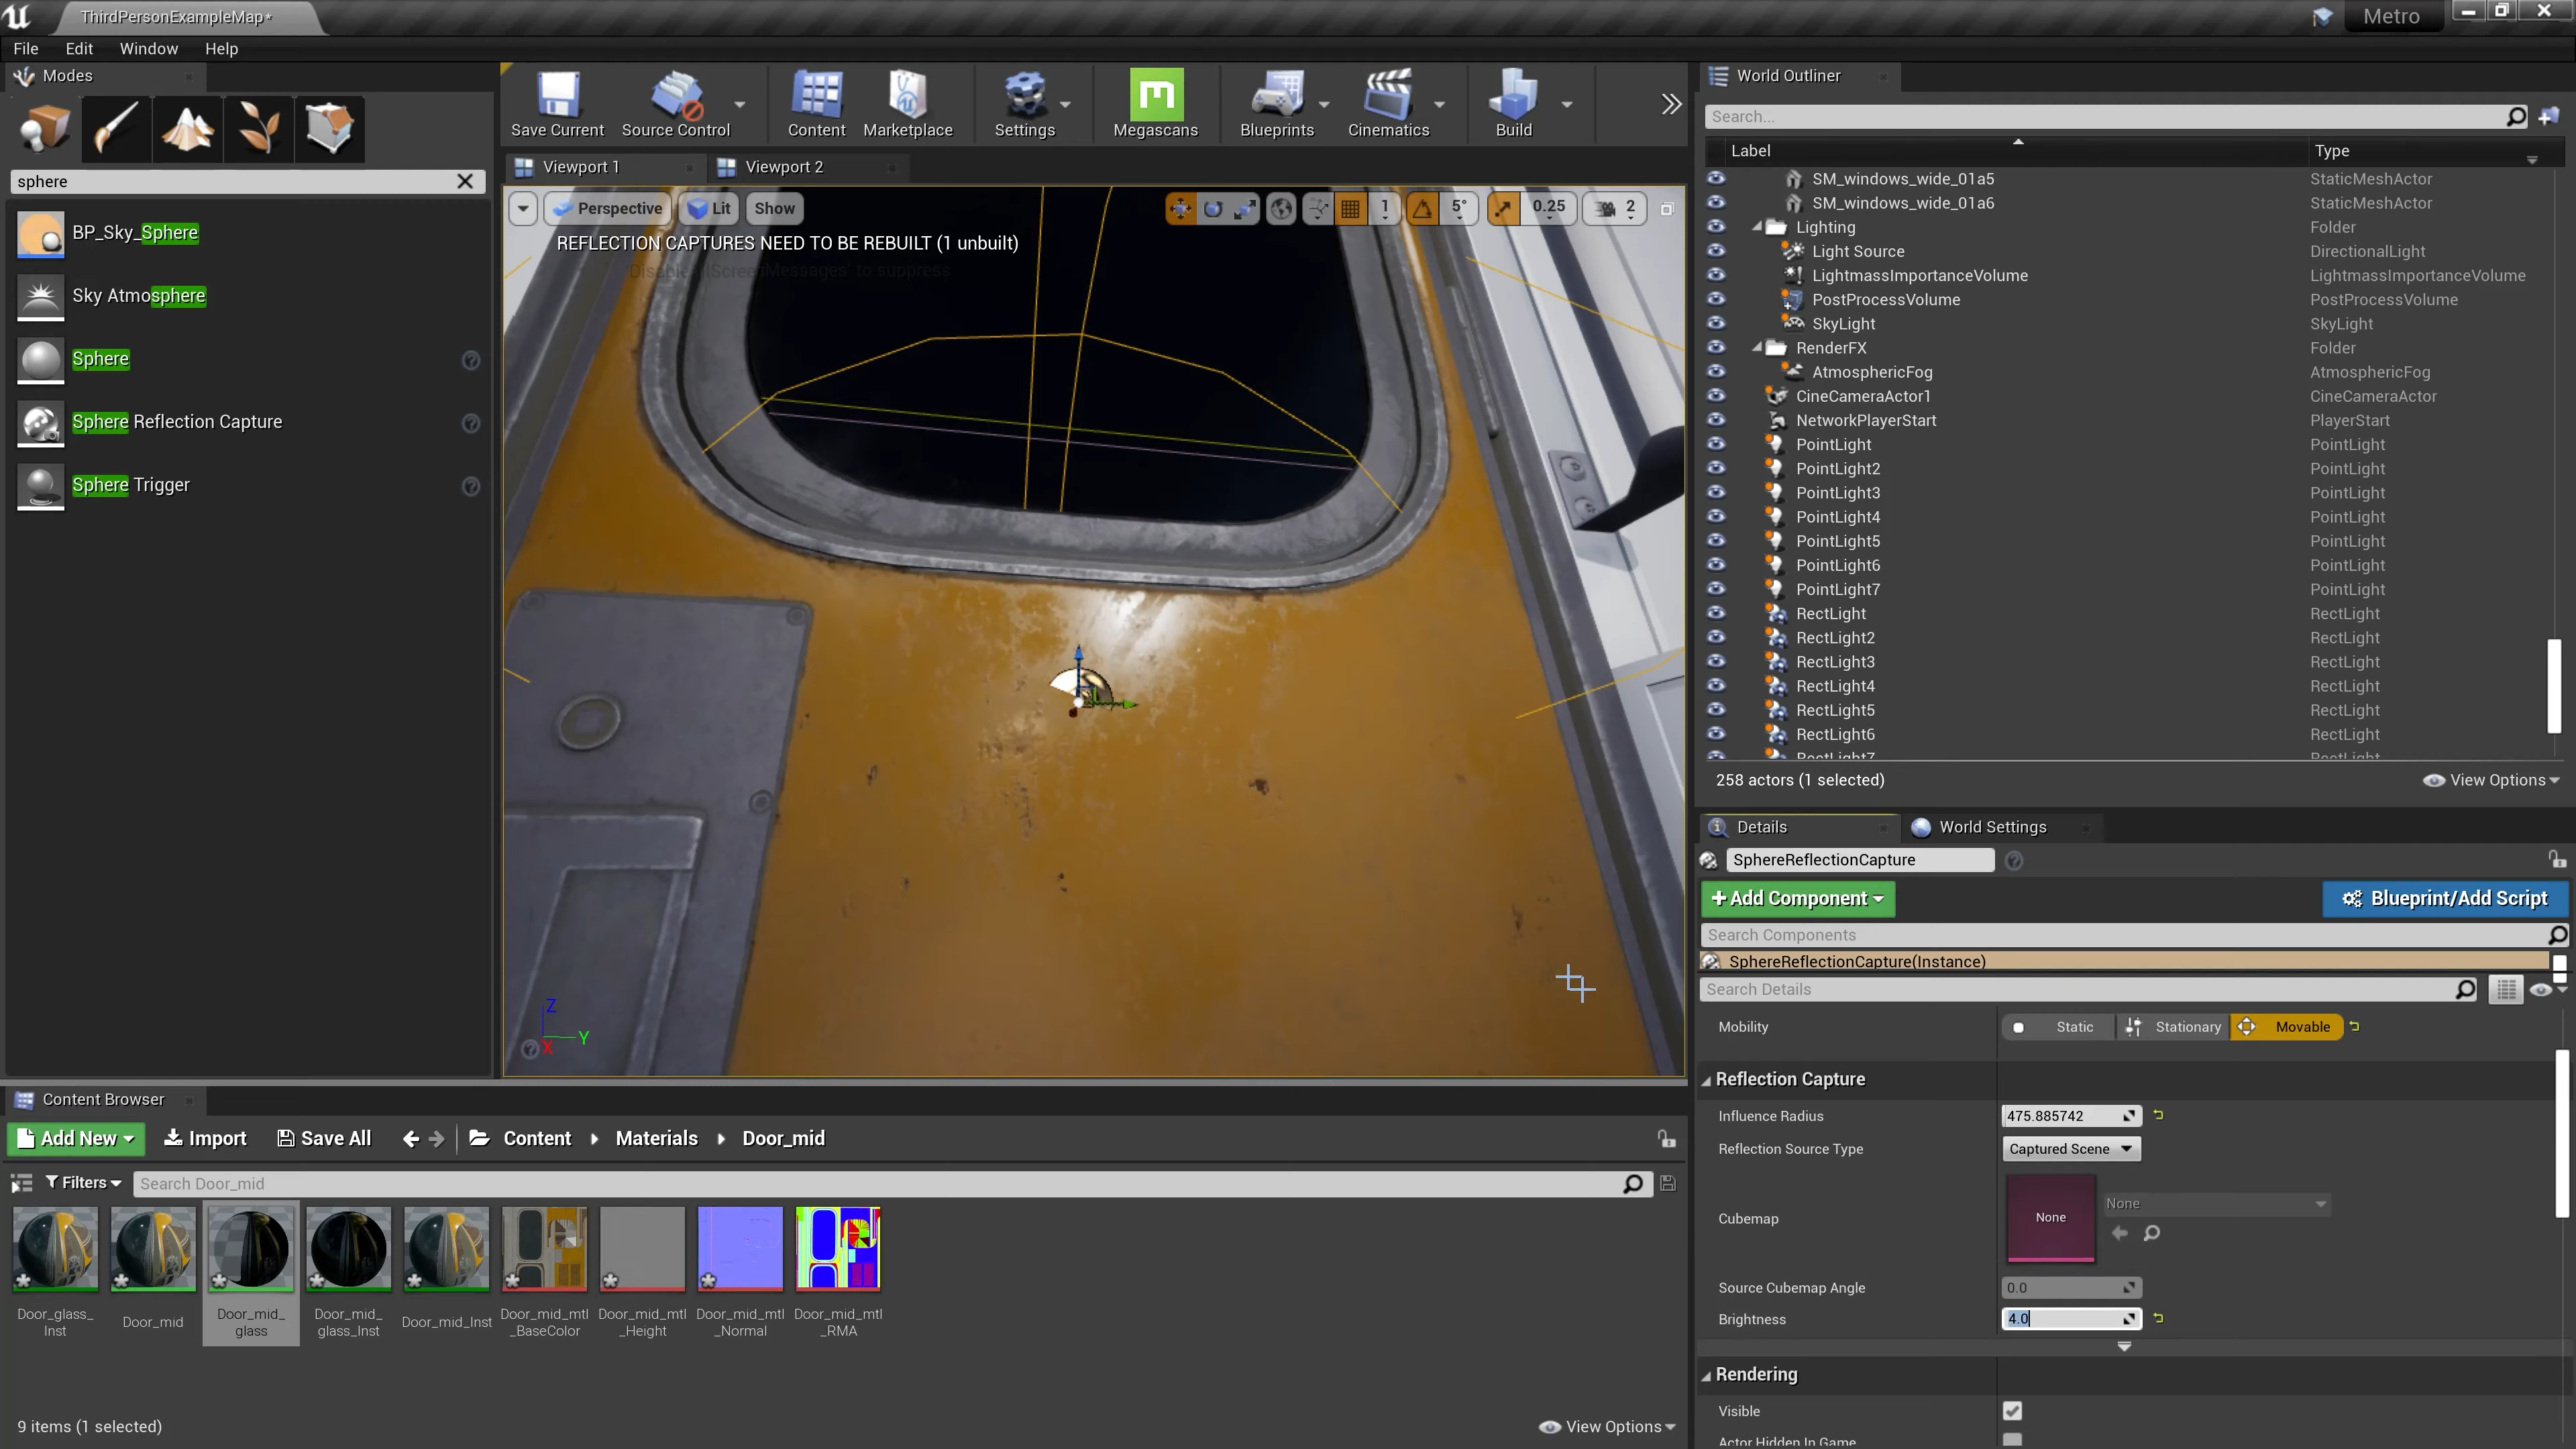 ThirdPersonExampleMap*
Metro
File Edit Window Help
Modes
sphere
BP_Sky_Sphere
Sky Atmosphere
Sphere
Sphere Reflection Capture
Sphere Trigger
Save Current
Source Control
Content
Marketplace
Settings
Megascans
Blueprints
Cinematics
Build
Viewport 1
Viewport 2
Perspective
Lit
Show
1
5°
0.25
2
REFLECTION CAPTURES NEED TO BE REBUILT (1 unbuilt)
Z
Y
X
World Outliner
Search...
Label Type
SM_windows_wide_01a5 StaticMeshActor
SM_windows_wide_01a6 StaticMeshActor
Lighting Folder
Light Source DirectionalLight
LightmassImportanceVolume LightmassImportanceVolume
PostProcessVolume PostProcessVolume
SkyLight SkyLight
RenderFX Folder
AtmosphericFog AtmosphericFog
CineCameraActor1 CineCameraActor
NetworkPlayerStart PlayerStart
PointLight PointLight
PointLight2 PointLight
PointLight3 PointLight
PointLight4 PointLight
PointLight5 PointLight
PointLight6 PointLight
PointLight7 PointLight
RectLight RectLight
RectLight2 RectLight
RectLight3 RectLight
RectLight4 RectLight
RectLight5 RectLight
RectLight6 RectLight
RectLight7 RectLight
258 actors (1 selected)
View Options
Details
World Settings
SphereReflectionCapture
+Add Component
Blueprint/Add Script
Search Components
SphereReflectionCapture(Instance)
Search Details
Mobility Static Stationary Movable
Reflection Capture
Influence Radius 475.885742
Reflection Source Type Captured Scene
Cubemap None None
Source Cubemap Angle 0.0
Brightness 4.0
Rendering
Visible
Actor Hidden In Game
Content Browser
Add New
Import
Save All
Content
Materials
Door_mid
Filters
Search Door_mid
Door_glass_
Inst
Door_mid
Door_mid_
glass
Door_mid_
glass_Inst
Door_mid_Inst
Door_mid_mtl
_BaseColor
Door_mid_mtl
_Height
Door_mid_mtl
_Normal
Door_mid_mtl
_RMA
9 items (1 selected)
View Options